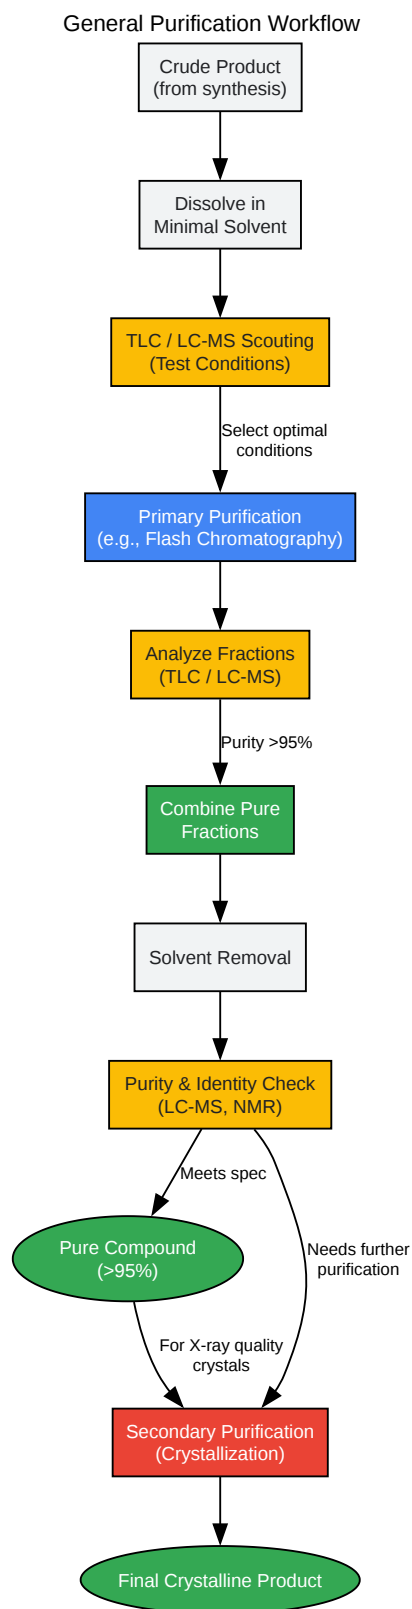 General Purification Workflow
Crude Product
(from synthesis)
Dissolve in
Minimal Solvent
TLC / LC-MS Scouting
(Test Conditions)
Select optimal
conditions
Primary Purification
(e.g., Flash Chromatography)
Analyze Fractions
(TLC / LC-MS)
Purity >95%
Combine Pure
Fractions
Solvent Removal
Purity & Identity Check
(LC-MS, NMR)
Meets spec
Pure Compound
(>95%)
Needs further
purification
For X-ray quality
crystals
Secondary Purification
(Crystallization)
Final Crystalline Product